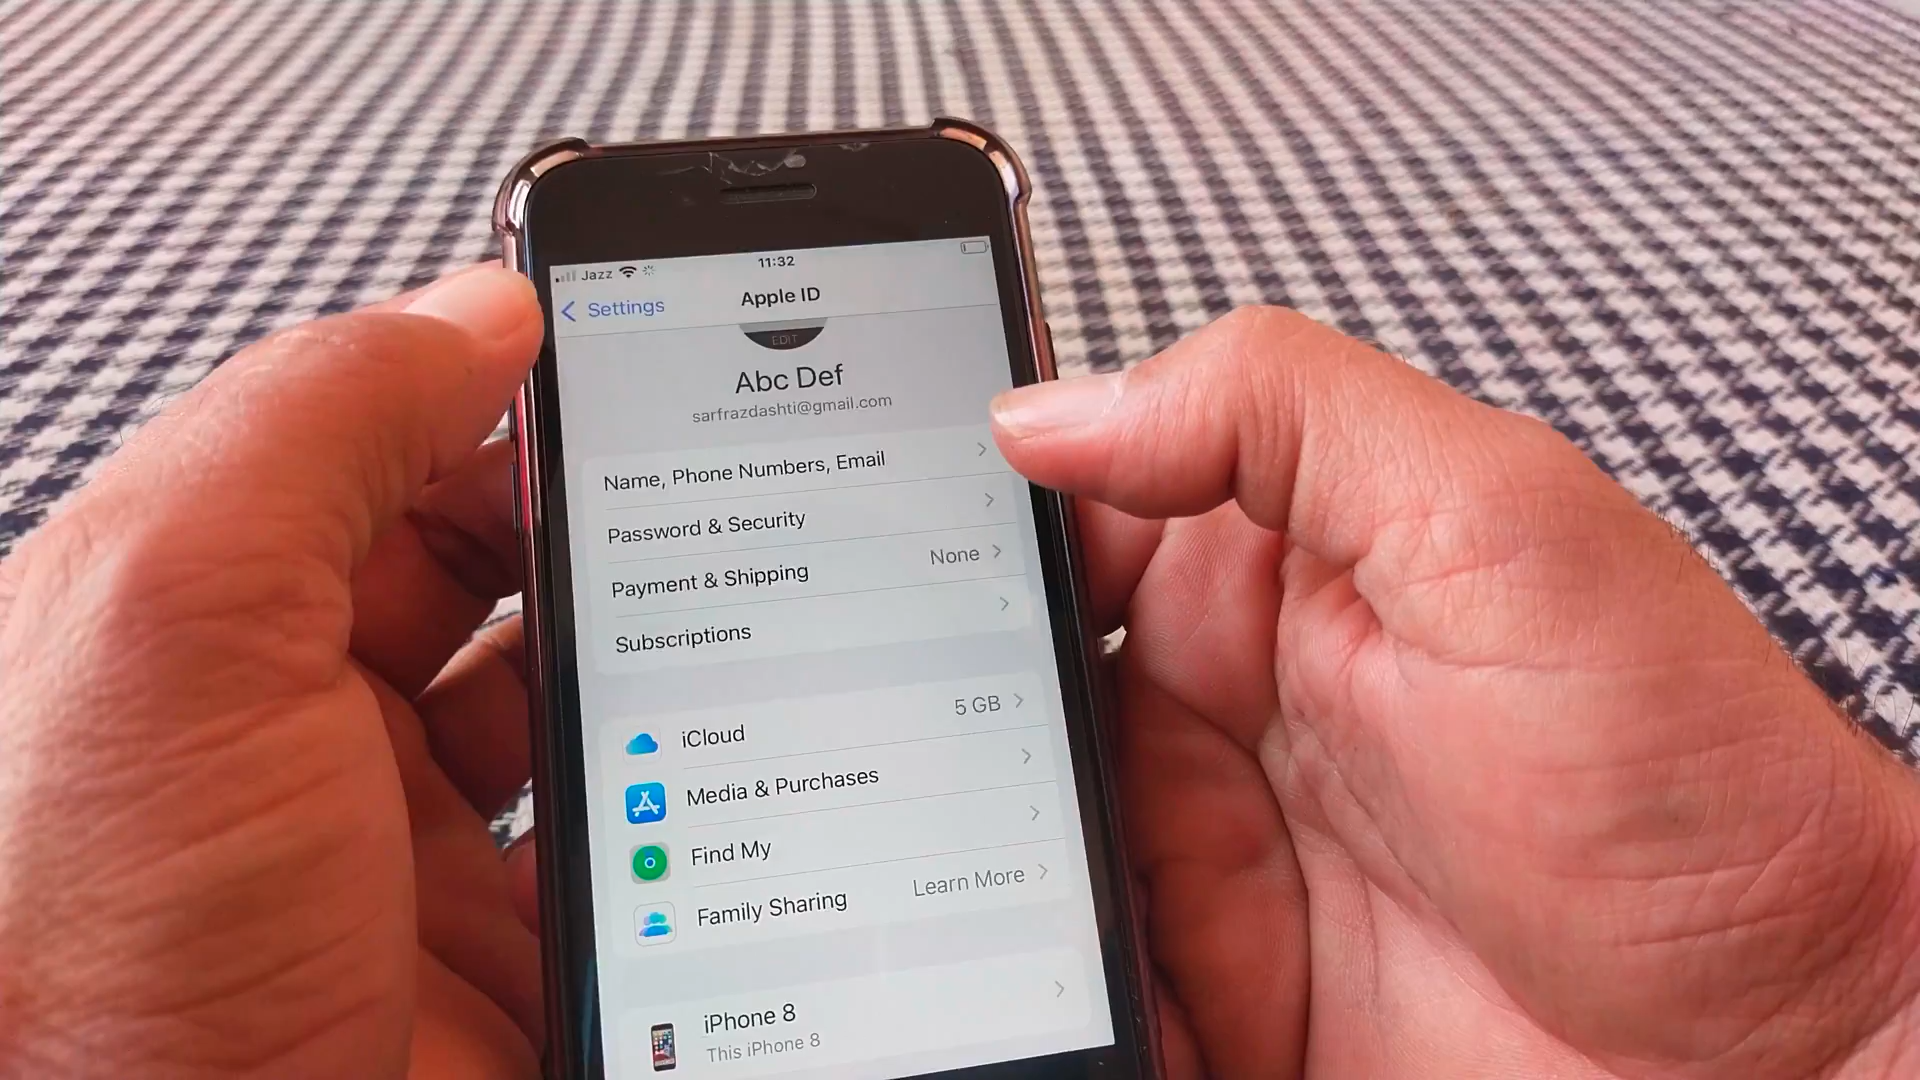 Jazz 11:32
Settings Apple ID
EDIT
Abc Def
sarfrazdashti@gmail.com
Name, Phone Numbers, Email
Password & Security
Payment & Shipping None
Subscriptions
iCloud 5 GB
Media & Purchases
Find My
Family Sharing Learn More
iPhone 8
This iPhone 8